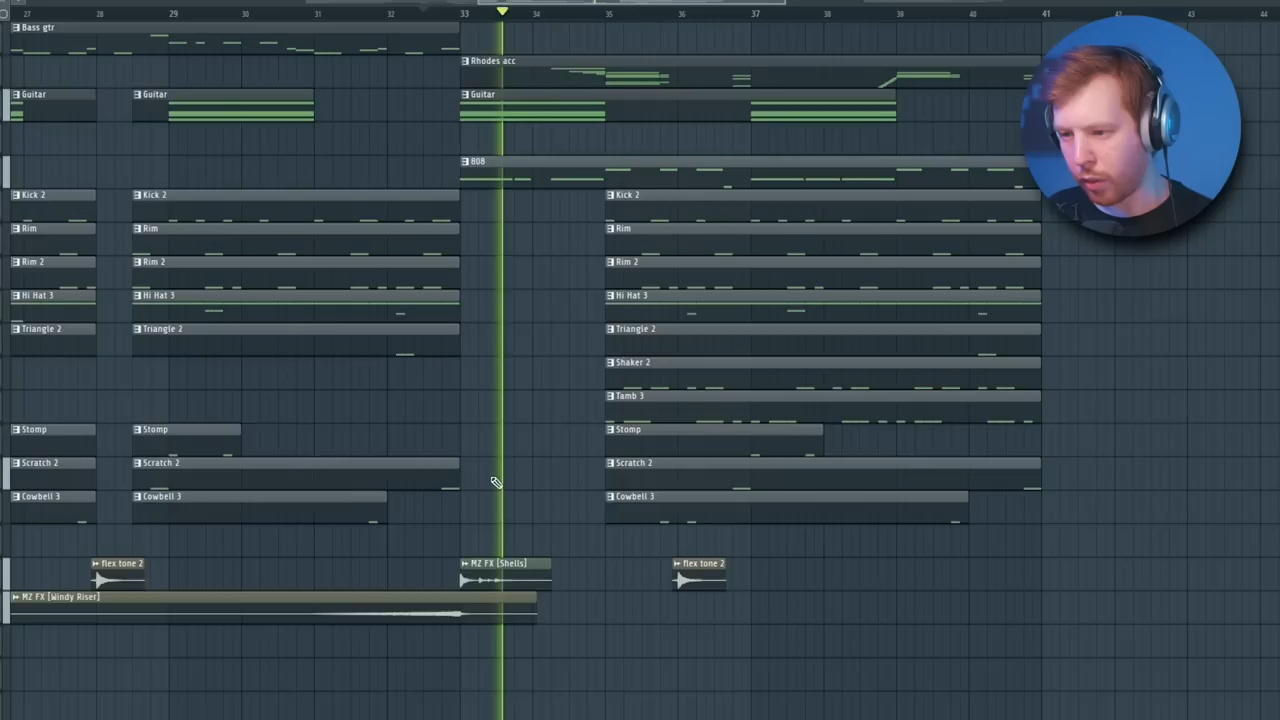 27 28 29 30 31 32 33 34 35 36 37 38 39 40 41 42 43 44
Bass gtr
Rhodes acc
Guitar Guitar Guitar
808
Kick 2 Kick 2 Kick 2
Rim Rim Rim
Rim 2 Rim 2 Rim 2
Hi Hat 3 Hi Hat 3 Hi Hat 3
Triangle 2 Triangle 2 Triangle 2
Shaker 2
Tamb 3
Stomp Stomp Stomp
Scratch 2 Scratch 2 Scratch 2
Cowbell 3 Cowbell 3 Cowbell 3
flex tone 2 MZ FX [Shells] flex tone 2
MZ FX [Windy Riser]